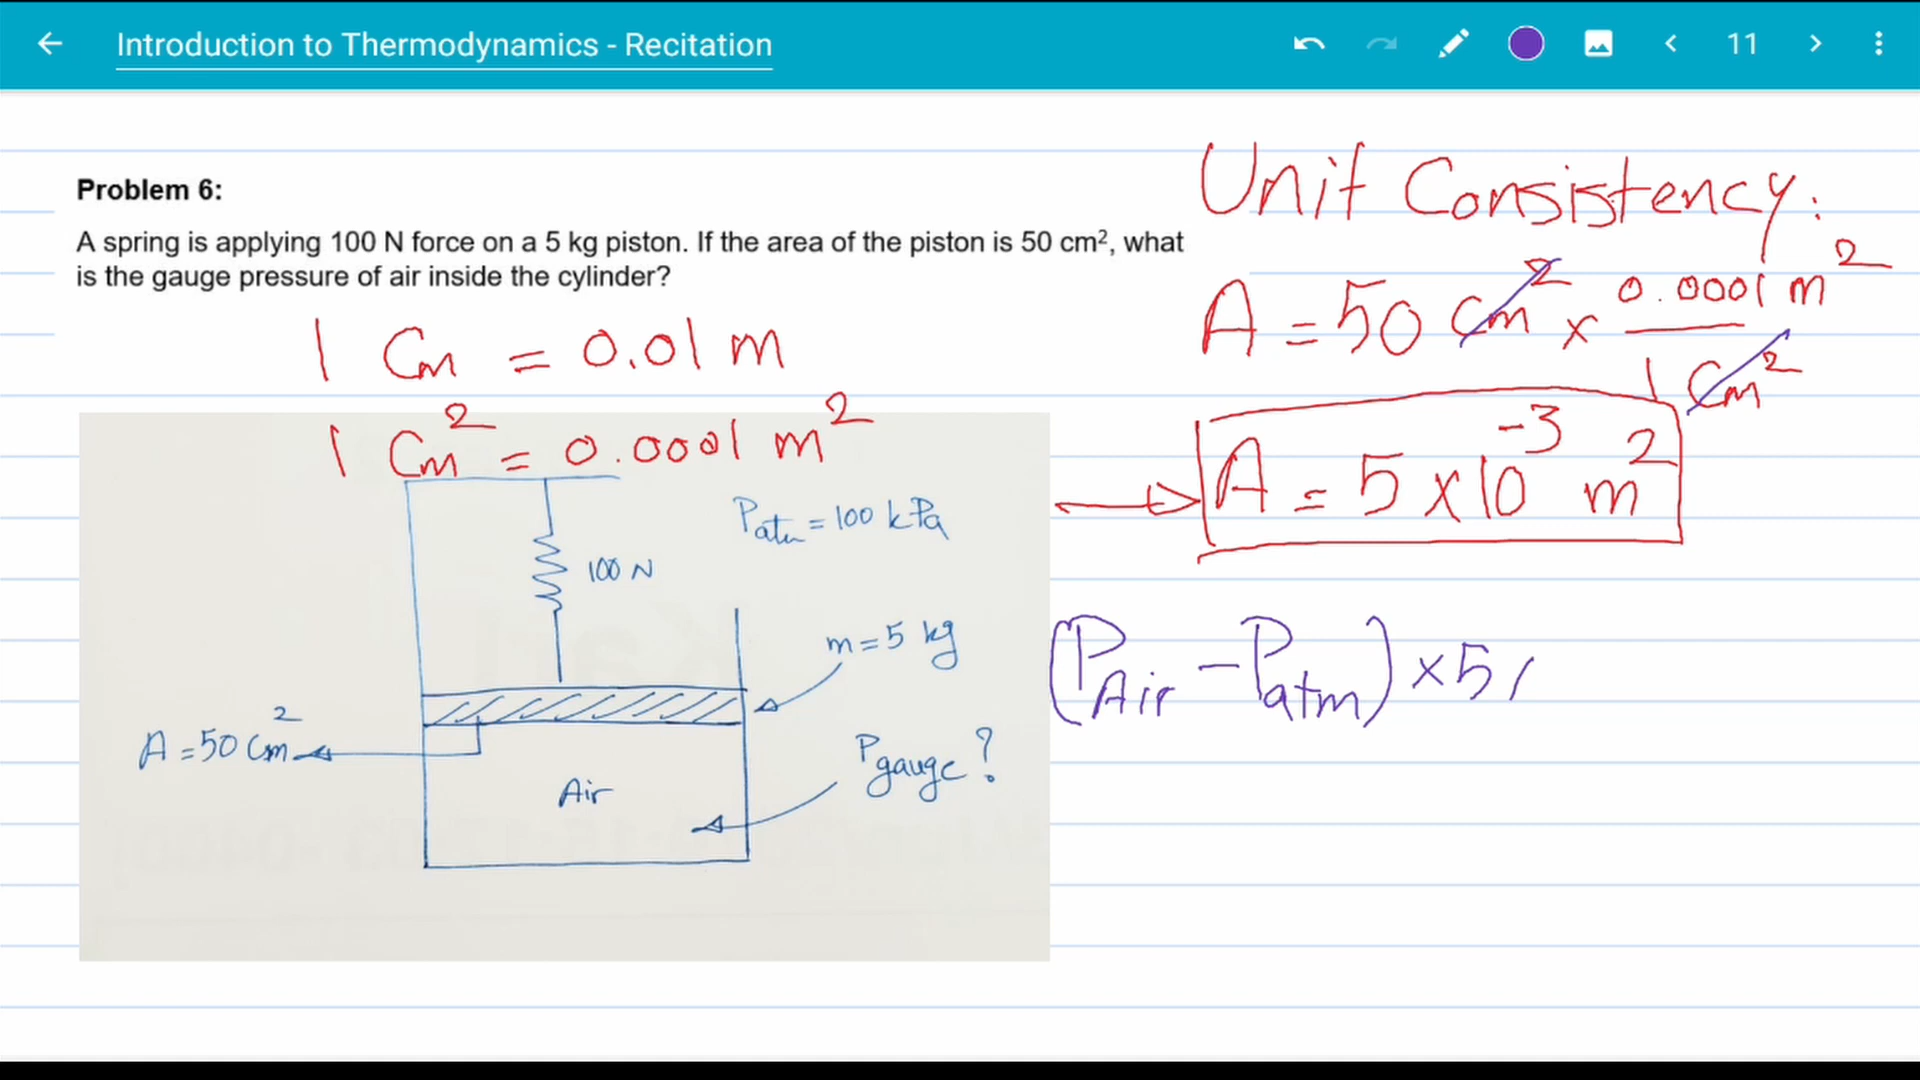 Introduction to Thermodynamics - Recitation
11
Problem 6:
A spring is applying 100 N force on a 5 kg piston. If the area of the piston is 50 cm², what
is the gauge pressure of air inside the cylinder?
1 Cm = 0.01 m
1 Cm² = 0.0001 m²
Patm = 100 kPa
100 N
m = 5 kg
A = 50 Cm²
Pgauge ?
Air
Unit Consistency:
A = 50 Cm² × 0.0001 m² / 1 Cm²
A = 5 × 10⁻³ m²
(P_Air - P_atm) × 5